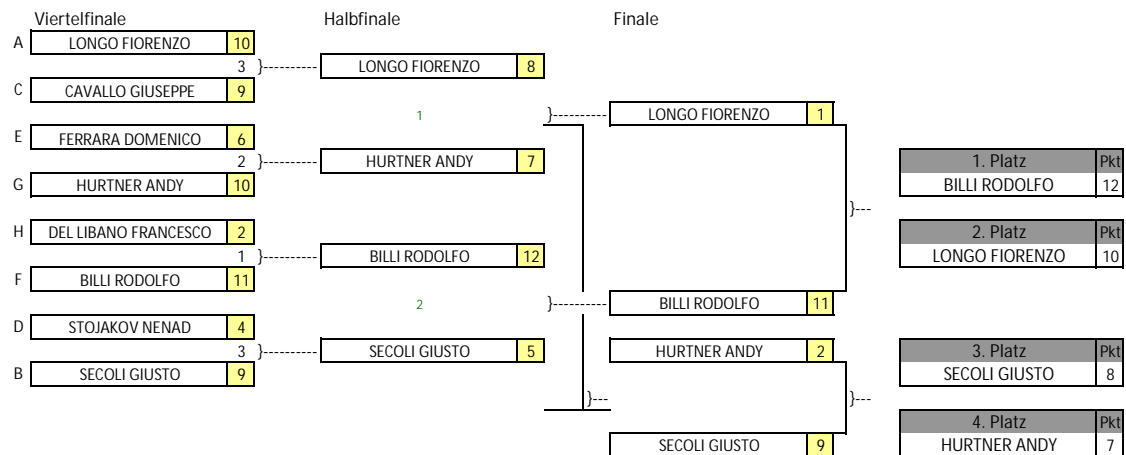 Viertelfinale Halbfinale Finale
A LONGO FIORENZO 10
3 }---------- LONGO FIORENZO 8
C CAVALLO GIUSEPPE 9
1 }---------- LONGO FIORENZO 1
E FERRARA DOMENICO 6
2 }---------- HURTNER ANDY 7 1. Platz Pkt
G HURTNER ANDY 10 BILLI RODOLFO 12
}---
H DEL LIBANO FRANCESCO 2 2. Platz Pkt
1 }---------- BILLI RODOLFO 12 LONGO FIORENZO 10
F BILLI RODOLFO 11
2 }---------- BILLI RODOLFO 11
D STOJAKOV NENAD 4
3 }---------- SECOLI GIUSTO 5 HURTNER ANDY 2 3. Platz Pkt
B SECOLI GIUSTO 9 SECOLI GIUSTO 8
}--- }---
4. Platz Pkt
SECOLI GIUSTO 9 HURTNER ANDY 7